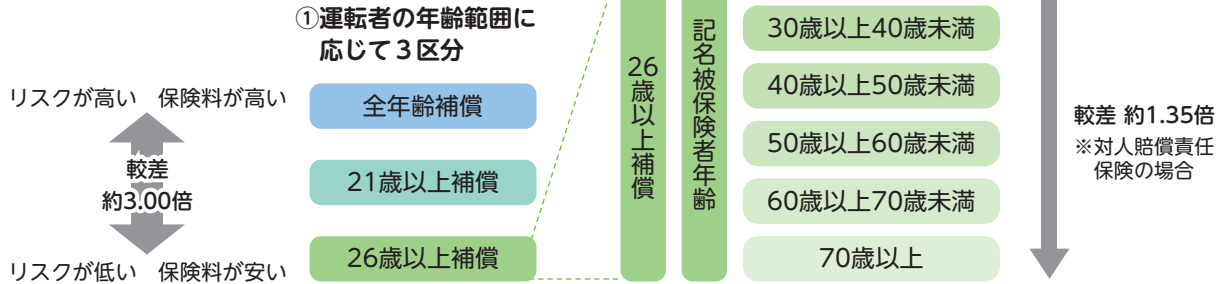 ①運転者の年齢範囲に
応じて３区分
リスクが高い　保険料が高い
較差
約3.00倍
リスクが低い　保険料が安い
全年齢補償
21歳以上補償
26歳以上補償
26歳以上補償
記名被保険者年齢
30歳以上40歳未満
40歳以上50歳未満
50歳以上60歳未満
60歳以上70歳未満
70歳以上
較差 約1.35倍
※対人賠償責任
保険の場合